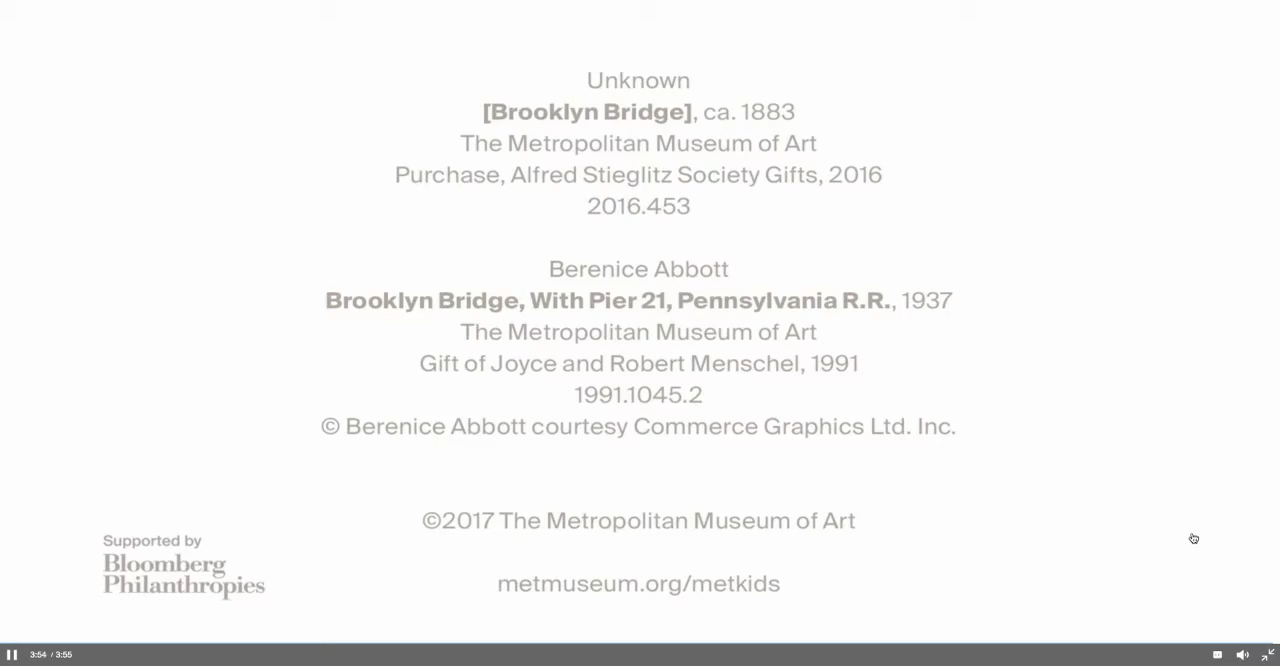 Unknown
[Brooklyn Bridge], ca. 1883
The Metropolitan Museum of Art
Purchase, Alfred Stieglitz Society Gifts, 2016
2016.453
Berenice Abbott
Brooklyn Bridge, With Pier 21, Pennsylvania R.R., 1937
The Metropolitan Museum of Art
Gift of Joyce and Robert Menschel, 1991
1991.1045.2
© Berenice Abbott courtesy Commerce Graphics Ltd. Inc.
©2017 The Metropolitan Museum of Art
Supported by
Bloomberg
Philanthropies
metmuseum.org/metkids
3:54 / 3:55